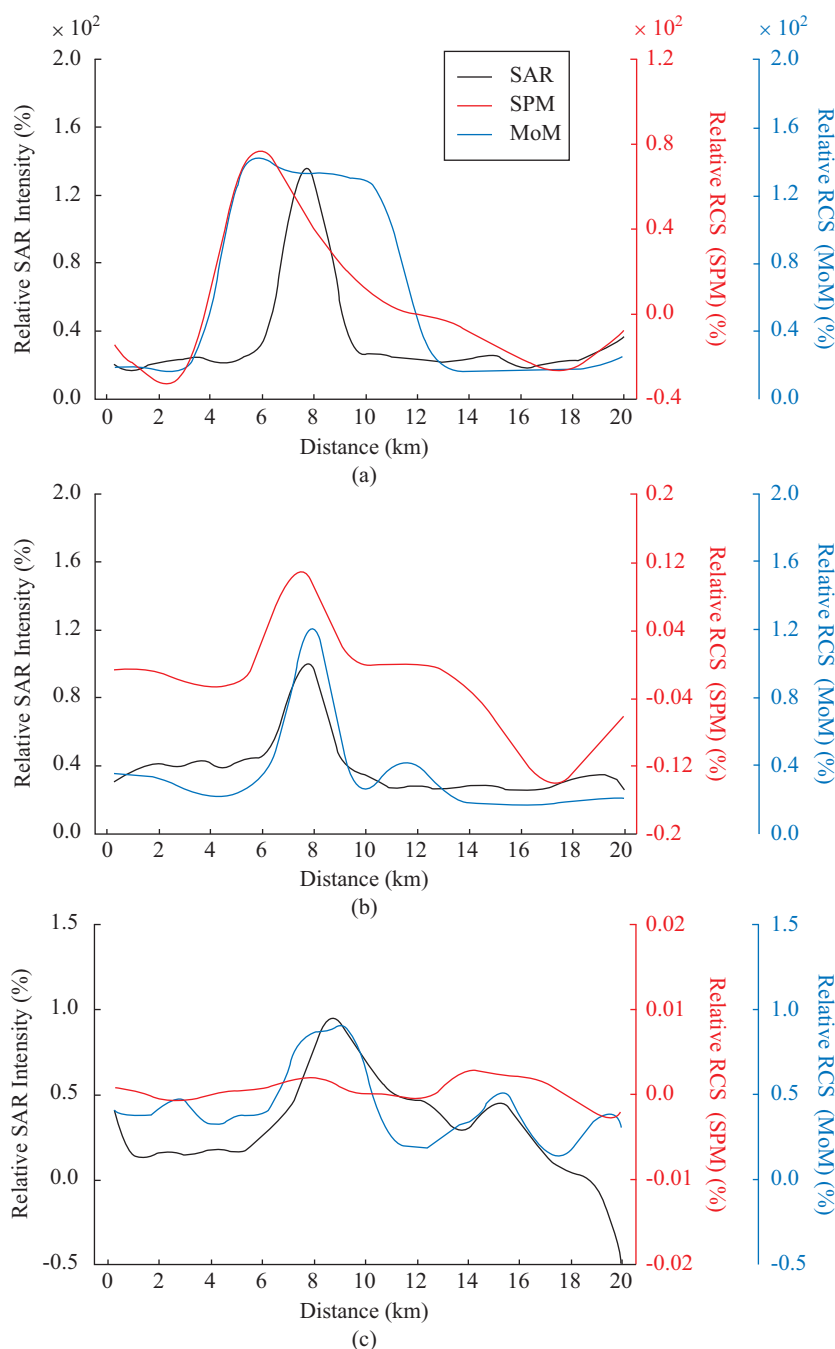 × 10²
× 10²
× 10²
2.0
1.6
1.2
0.8
0.4
0.0
Relative SAR Intensity (%)
SAR
SPM
MoM
1.2
0.8
0.4
0.0
-0.4
Relative RCS (SPM) (%)
2.0
1.6
1.2
0.8
0.4
0.0
Relative RCS (MoM) (%)
0 2 4 6 8 10 12 14 16 18 20
Distance (km)
(a)
2.0
1.6
1.2
0.8
0.4
0.0
Relative SAR Intensity (%)
0.2
0.12
0.04
-0.04
-0.12
-0.2
Relative RCS (SPM) (%)
2.0
1.6
1.2
0.8
0.4
0.0
Relative RCS (MoM) (%)
0 2 4 6 8 10 12 14 16 18 20
Distance (km)
(b)
1.5
1.0
0.5
0.0
-0.5
Relative SAR Intensity (%)
0.02
0.01
0.0
-0.01
-0.02
Relative RCS (SPM) (%)
1.5
1.0
0.5
0.0
-0.5
Relative RCS (MoM) (%)
0 2 4 6 8 10 12 14 16 18 20
Distance (km)
(c)